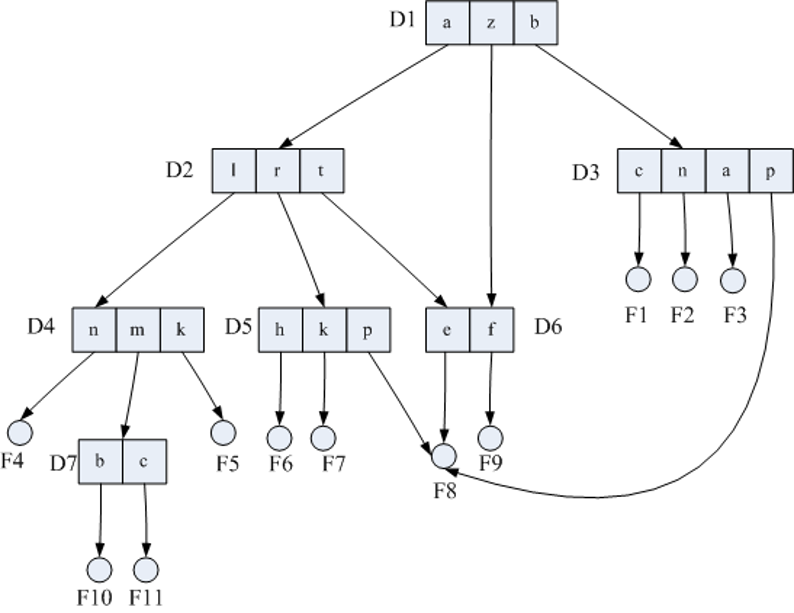 D1 a z b
D2 l r t
D3 c n a p
F1 F2 F3
D4 n m k
D5 h k p
e f D6
F4
D7 b c
F5
F6 F7
F8
F9
F10 F11